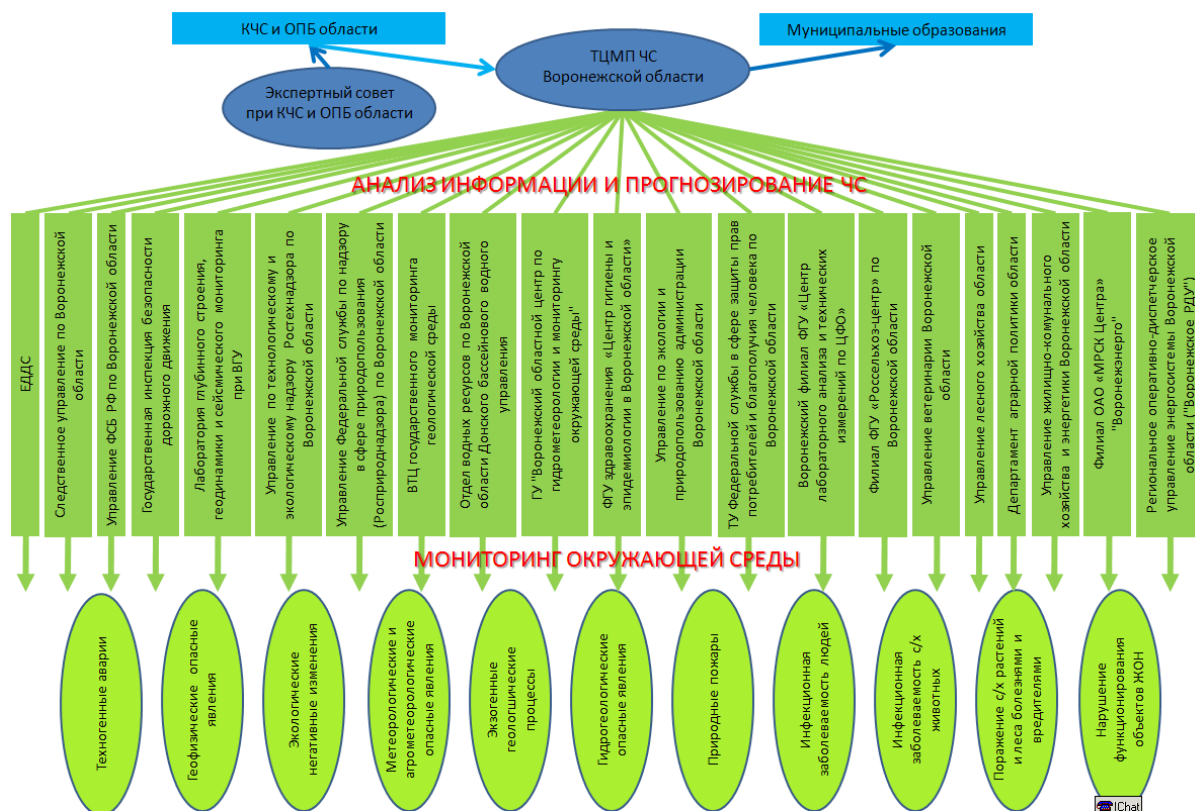 КЧС и ОПБ области
ТЦМП ЧС
Воронежской области
Муниципальные образования
Экспертный совет
при КЧС и ОПБ области
АНАЛИЗ ИНФОРМАЦИИ И ПРОГНОЗИРОВАНИЕ ЧС
ЕДДС
Следственное управление по Воронежской
области
Управление ФСБ РФ по Воронежской области
Государственная инспекция безопасности
дорожного движения
Лаборатория глубинного строения,
геодинамики и сейсмического мониторинга
при ВГУ
Управление по технологическому и
экологическому надзору Ростехнадзора по
Воронежской области
Управление Федеральной службы по надзору
в сфере природопользования
(Росприроднадзора) по Воронежской области
ВТЦ государственного мониторинга
геологической среды
Отдел водных ресурсов по Воронежской
области Донского бассейнового водного
управления
ГУ "Воронежский областной центр по
гидрометеорологии и мониторингу
окружающей среды"
ФГУ здравоохранения «Центр гигиены и
эпидемиологии в Воронежской области»
Управление по экологии и
природопользованию администрации
Воронежской области
ТУ Федеральной службы в сфере защиты прав
потребителей и благополучия человека по
Воронежской области
Воронежский филиал ФГУ «Центр
лабораторного анализа и технических
измерений по ЦФО»
Филиал ФГУ «Россельхоз-центр» по
Воронежской области
Управление ветеринарии Воронежской
области
Управление лесного хозяйства области
Департамент аграрной политики области
Управление жилищно-комунального
хозяйства и энергетики Воронежской области
Филиал ОАО «МРСК Центра»
"Воронежэнерго"
Региональное оперативно-диспетчерское
управление энергосистемы Воронежской
области ("Воронежское РДУ")
МОНИТОРИНГ ОКРУЖАЮЩЕЙ СРЕДЫ
Техногенные аварии
Геофизические опасные
явления
Экологические
негативные изменения
Метеорологические и
агрометеорологические
опасные явления
Экзогенные
геологшические
процессы
Гидрогеологические
опасные явления
Природные пожары
Инфекционная
заболеваемость людей
Инфекционная
заболеваемость с/х
животных
Поражение с/х растений
и леса болезнями и
вредителями
Нарушение
функционирования
объектов ЖОН
IChat